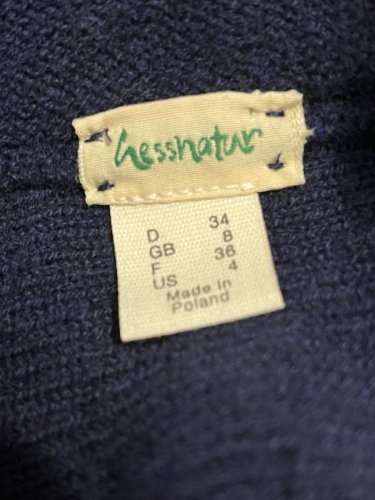 hessnatur
D 34
GB 8
F 36
US 4
Made in
Poland